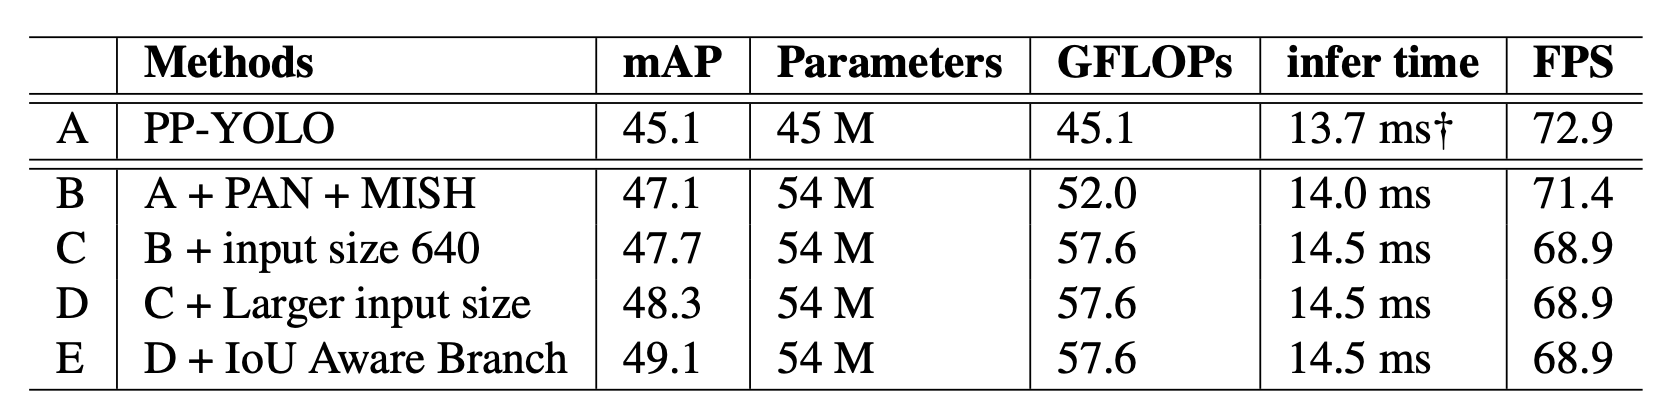 Methods mAP Parameters GFLOPs infer time FPS
A PP-YOLO 45.1 45 M 45.1 13.7 ms† 72.9
B A + PAN + MISH 47.1 54 M 52.0 14.0 ms 71.4
C B + input size 640 47.7 54 M 57.6 14.5 ms 68.9
D C + Larger input size 48.3 54 M 57.6 14.5 ms 68.9
E D + IoU Aware Branch 49.1 54 M 57.6 14.5 ms 68.9